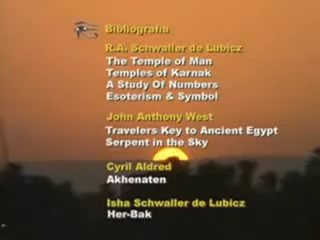 Bibliografia
R.A. Schwaller de Lubicz
The Temple of Man
Temples of Karnak
A Study Of Numbers
Esoterism & Symbol
John Anthony West
Travelers Key to Ancient Egypt
Serpent in the Sky
Cyril Aldred
Akhenaten
Isha Schwaller de Lubicz
Her-Bak